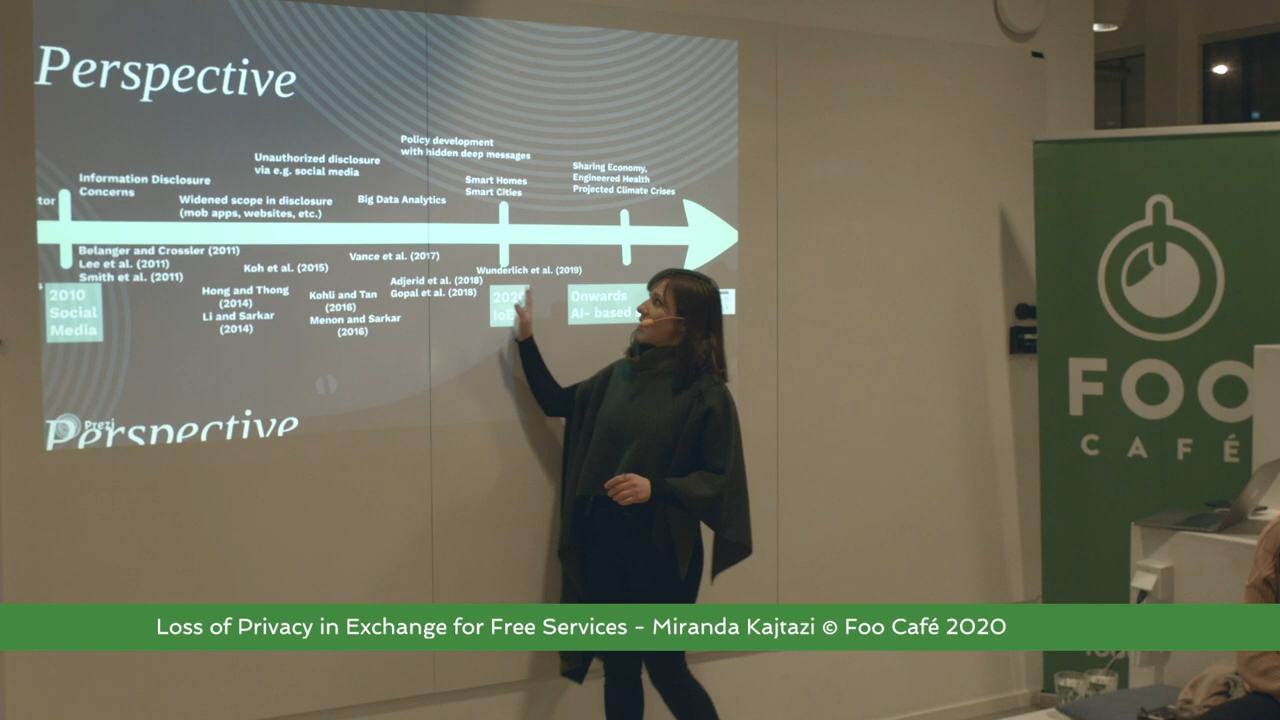 Perspective
Policy development
with hidden deep messages
Unauthorized disclosure
via e.g. social media
Sharing Economy,
Engineered Health
Projected Climate Crises
Information Disclosure
Concerns
Smart Homes
Smart Cities
tor
Widened scope in disclosure
(mob apps, websites, etc.)
Big Data Analytics
Belanger and Crossler (2011)
Lee et al. (2011)
Smith et al. (2011)
Koh et al. (2015)
Vance et al. (2017)
Wunderlich et al. (2019)
Adjerid et al. (2018)
Gopal et al. (2018)
Hong and Thong
(2014)
Li and Sarkar
(2014)
Kohli and Tan
(2016)
Menon and Sarkar
(2016)
2010
Social
Media
2020
Onwards
AI- based
Prezi
Perspective
FOO
CAFÉ
Loss of Privacy in Exchange for Free Services - Miranda Kajtazi © Foo Café 2020